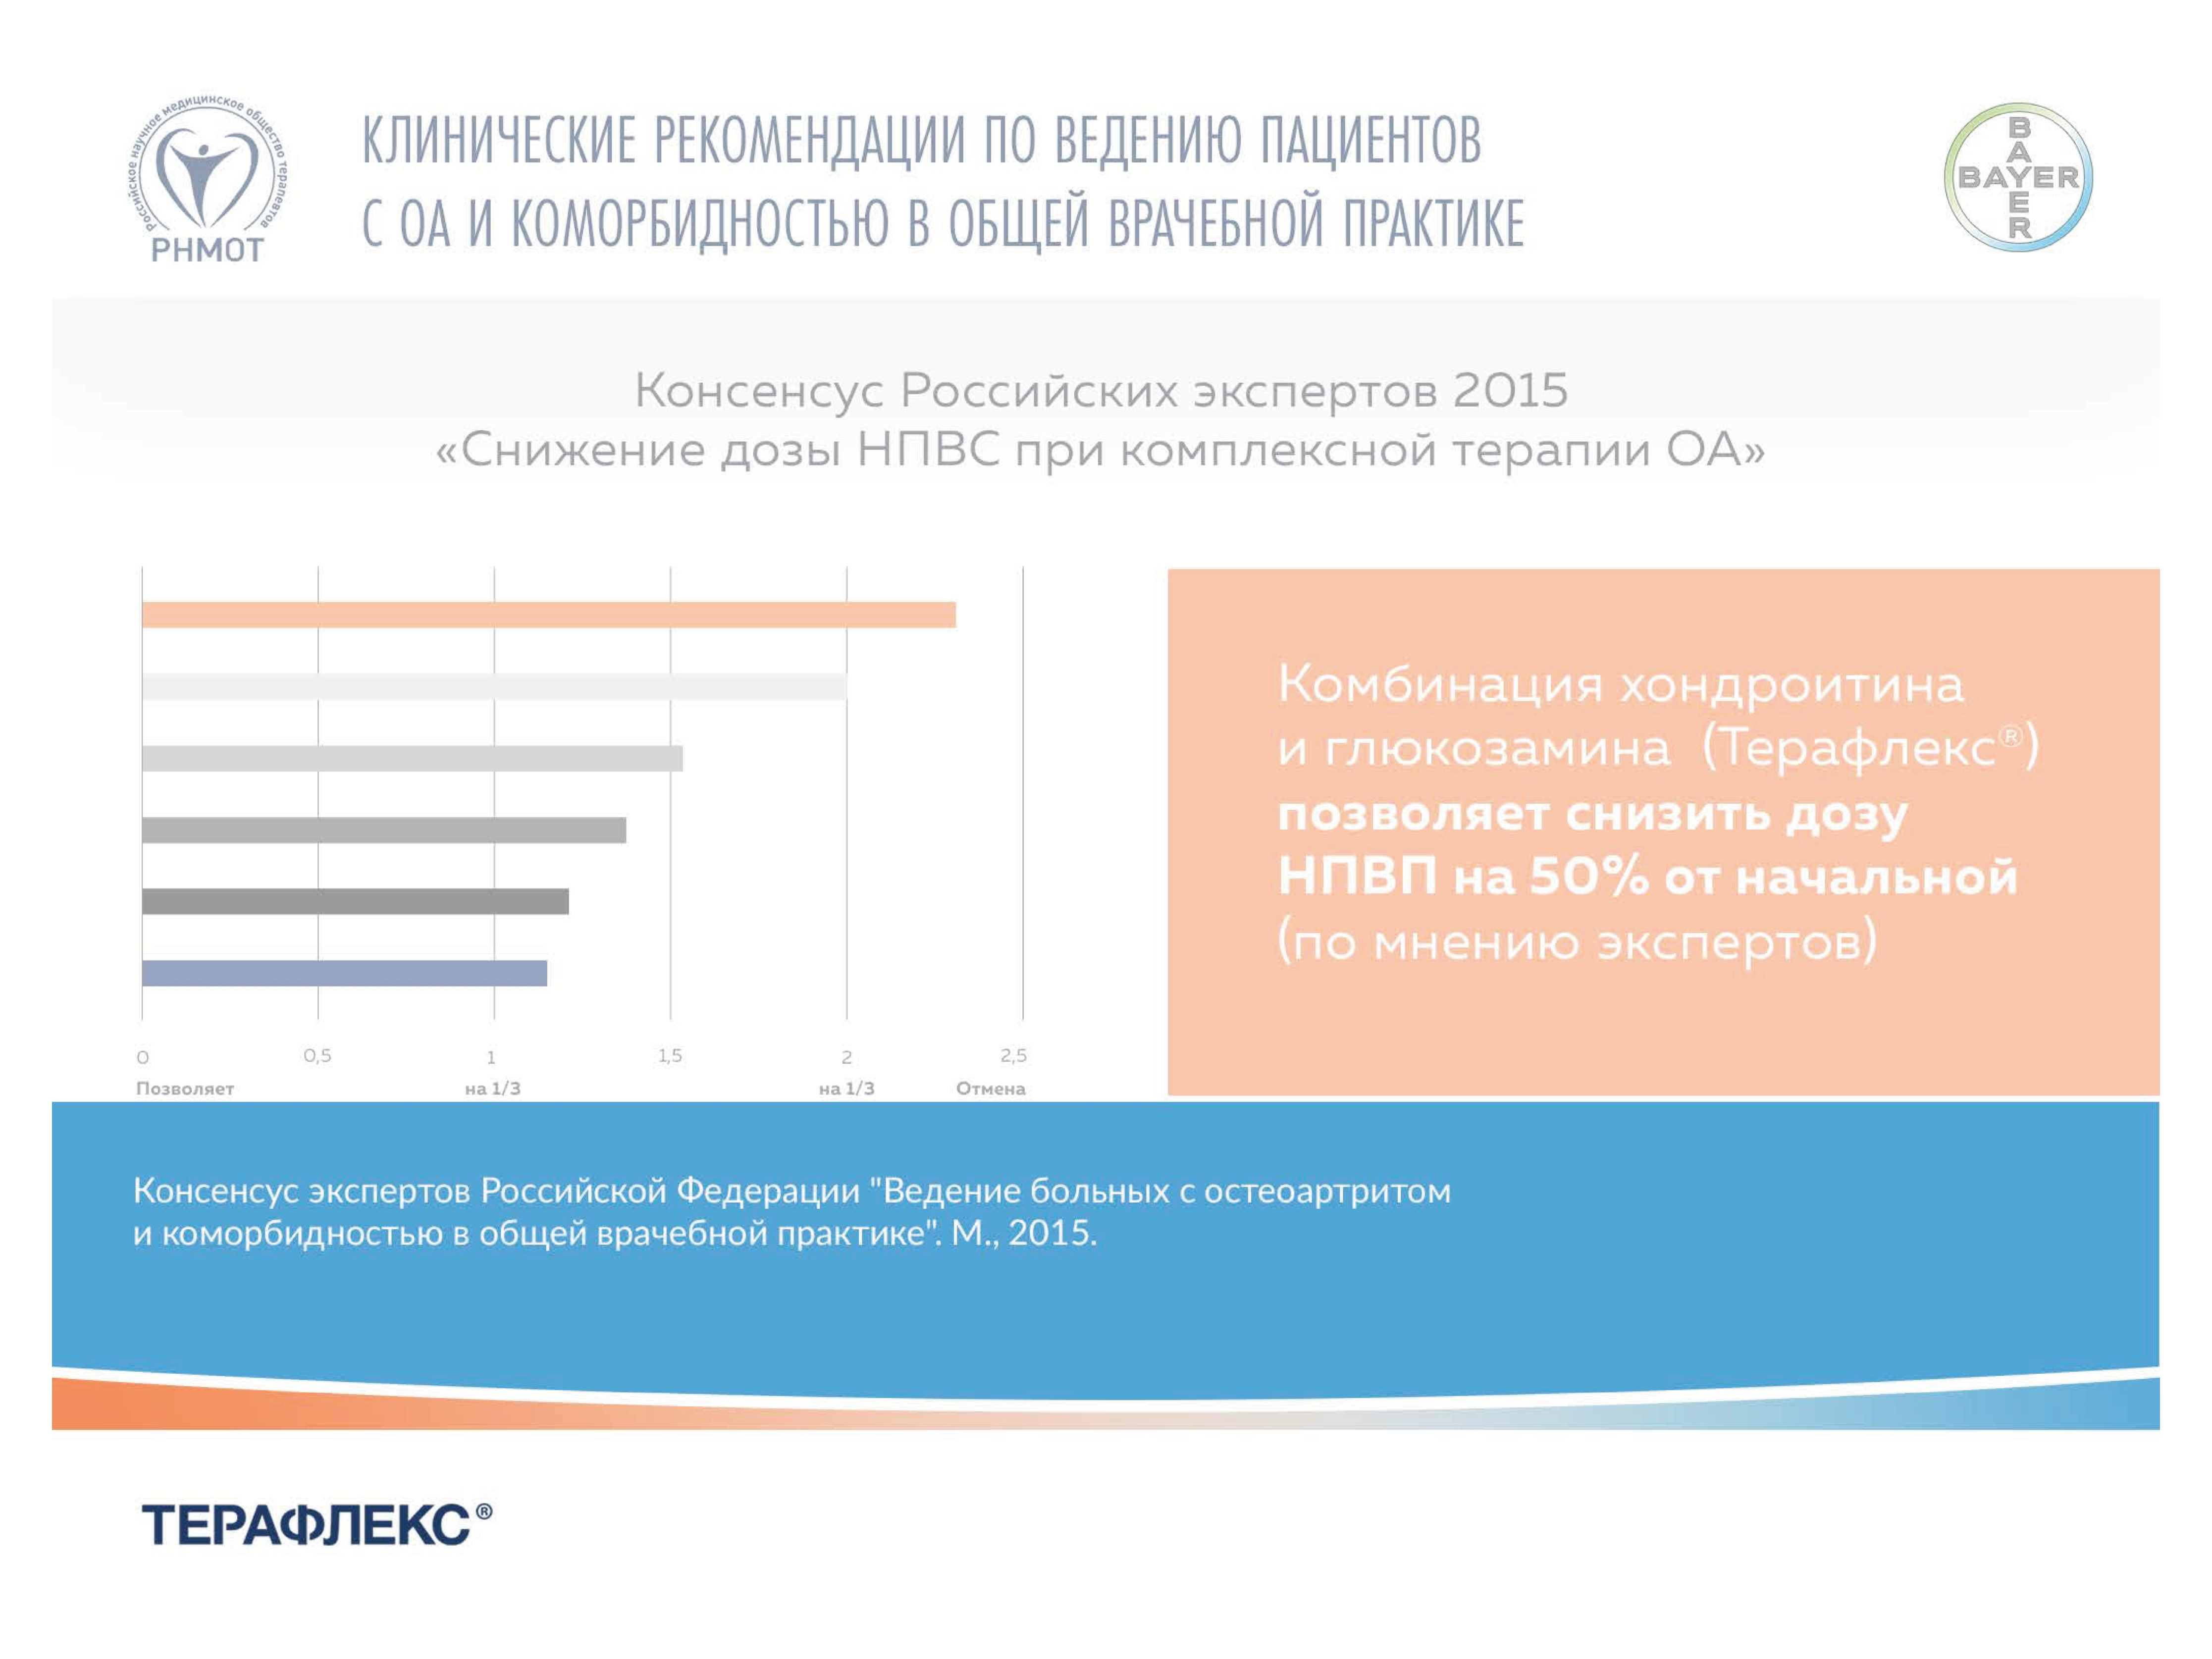 Российское научное медицинское общество терапевтов
РНМОТ
КЛИНИЧЕСКИЕ РЕКОМЕНДАЦИИ ПО ВЕДЕНИЮ ПАЦИЕНТОВ
С ОА И КОМОРБИДНОСТЬЮ В ОБЩЕЙ ВРАЧЕБНОЙ ПРАКТИКЕ
BAYER
BAYER
Консенсус Российских экспертов 2015
«Снижение дозы НПВС при комплексной терапии ОА»
Комбинация хондроитина
и глюкозамина (Терафлекс®)
позволяет снизить дозу
НПВП на 50% от начальной
(по мнению экспертов)
0 0,5 1 1,5 2 2,5
Позволяет на 1/3 на 1/3 Отмена
Консенсус экспертов Российской Федерации "Ведение больных с остеоартритом
и коморбидностью в общей врачебной практике". М., 2015.
ТЕРАФЛЕКС®